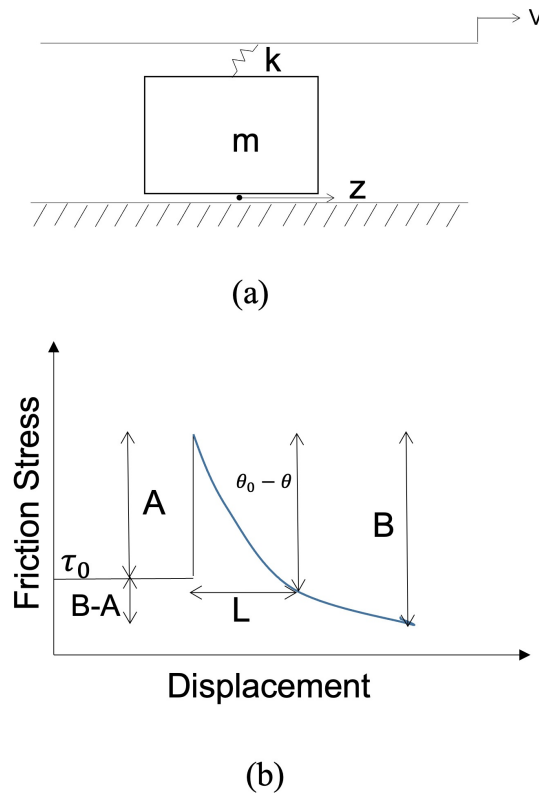 V
k
m
z
(a)
Friction Stress
A
θ₀ − θ
B
τ₀
B-A
L
Displacement
(b)